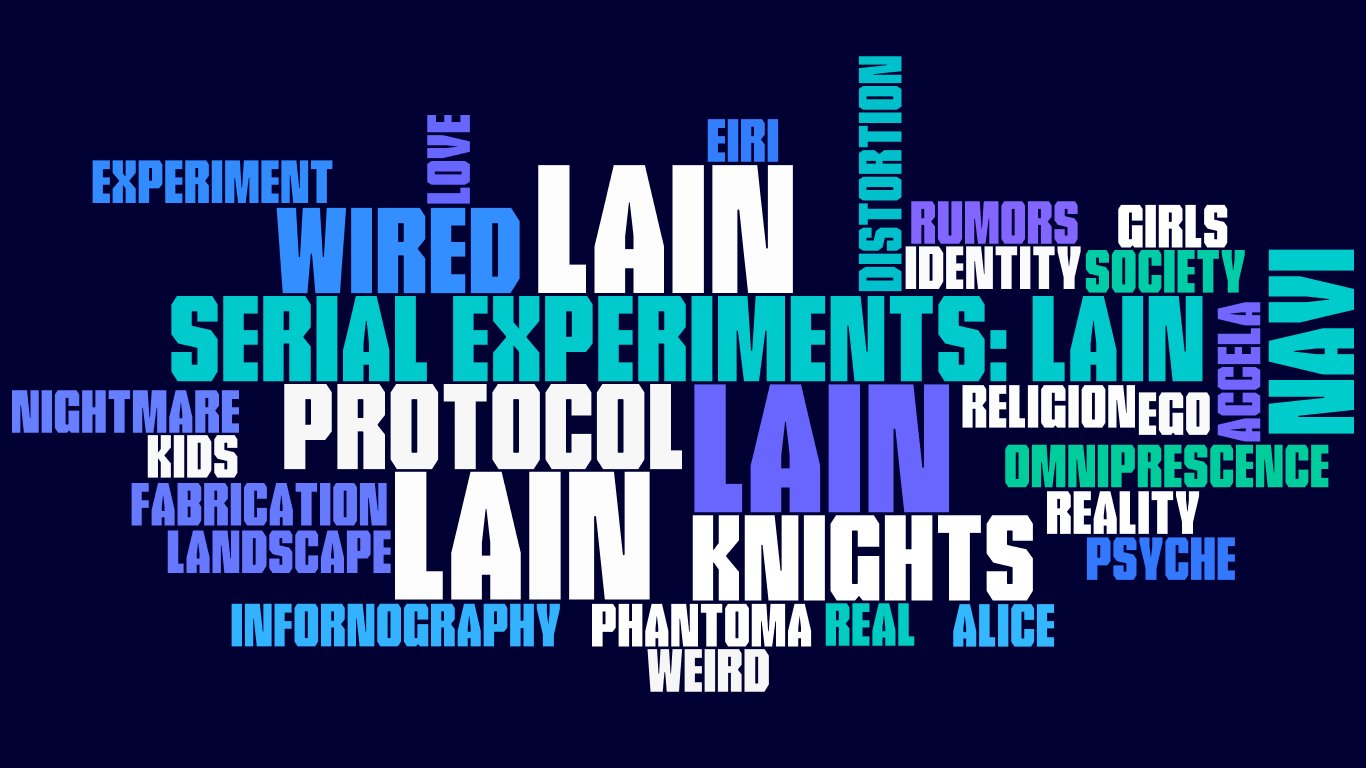 DISTORTION
LOVE
EIRI
EXPERIMENT
LAIN
WIRED
RUMORS
GIRLS
IDENTITY
SOCIETY
NAVI
SERIAL EXPERIMENTS: LAIN
ACCELA
NIGHTMARE
PROTOCOL
LAIN
RELIGION
EGO
KIDS
OMNIPRESCENCE
FABRICATION
LAIN
REALITY
KNIGHTS
LANDSCAPE
PSYCHE
INFORNOGRAPHY
PHANTOMA
REAL
ALICE
WEIRD